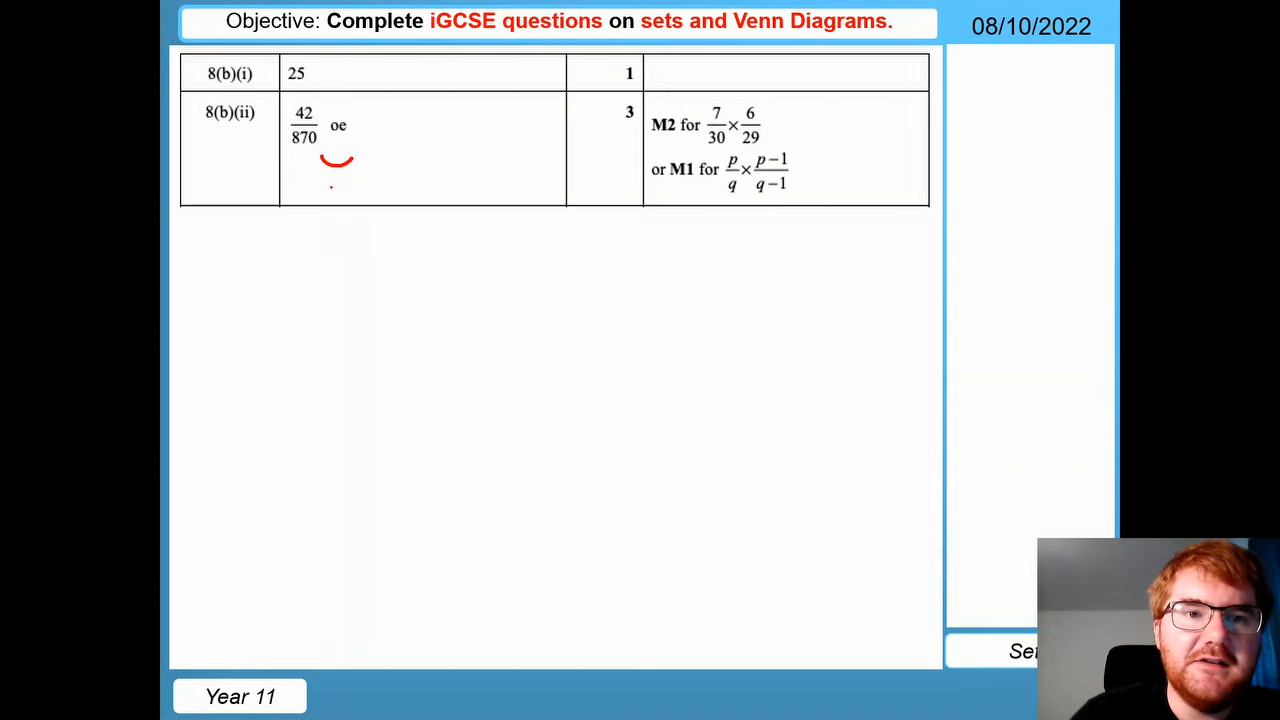 Objective: Complete iGCSE questions on sets and Venn Diagrams.
08/10/2022
8(b)(i) 25 1
8(b)(ii) 42/870 oe 3 M2 for 7/30 × 6/29
or M1 for p/q × p−1/q−1
Set
Year 11